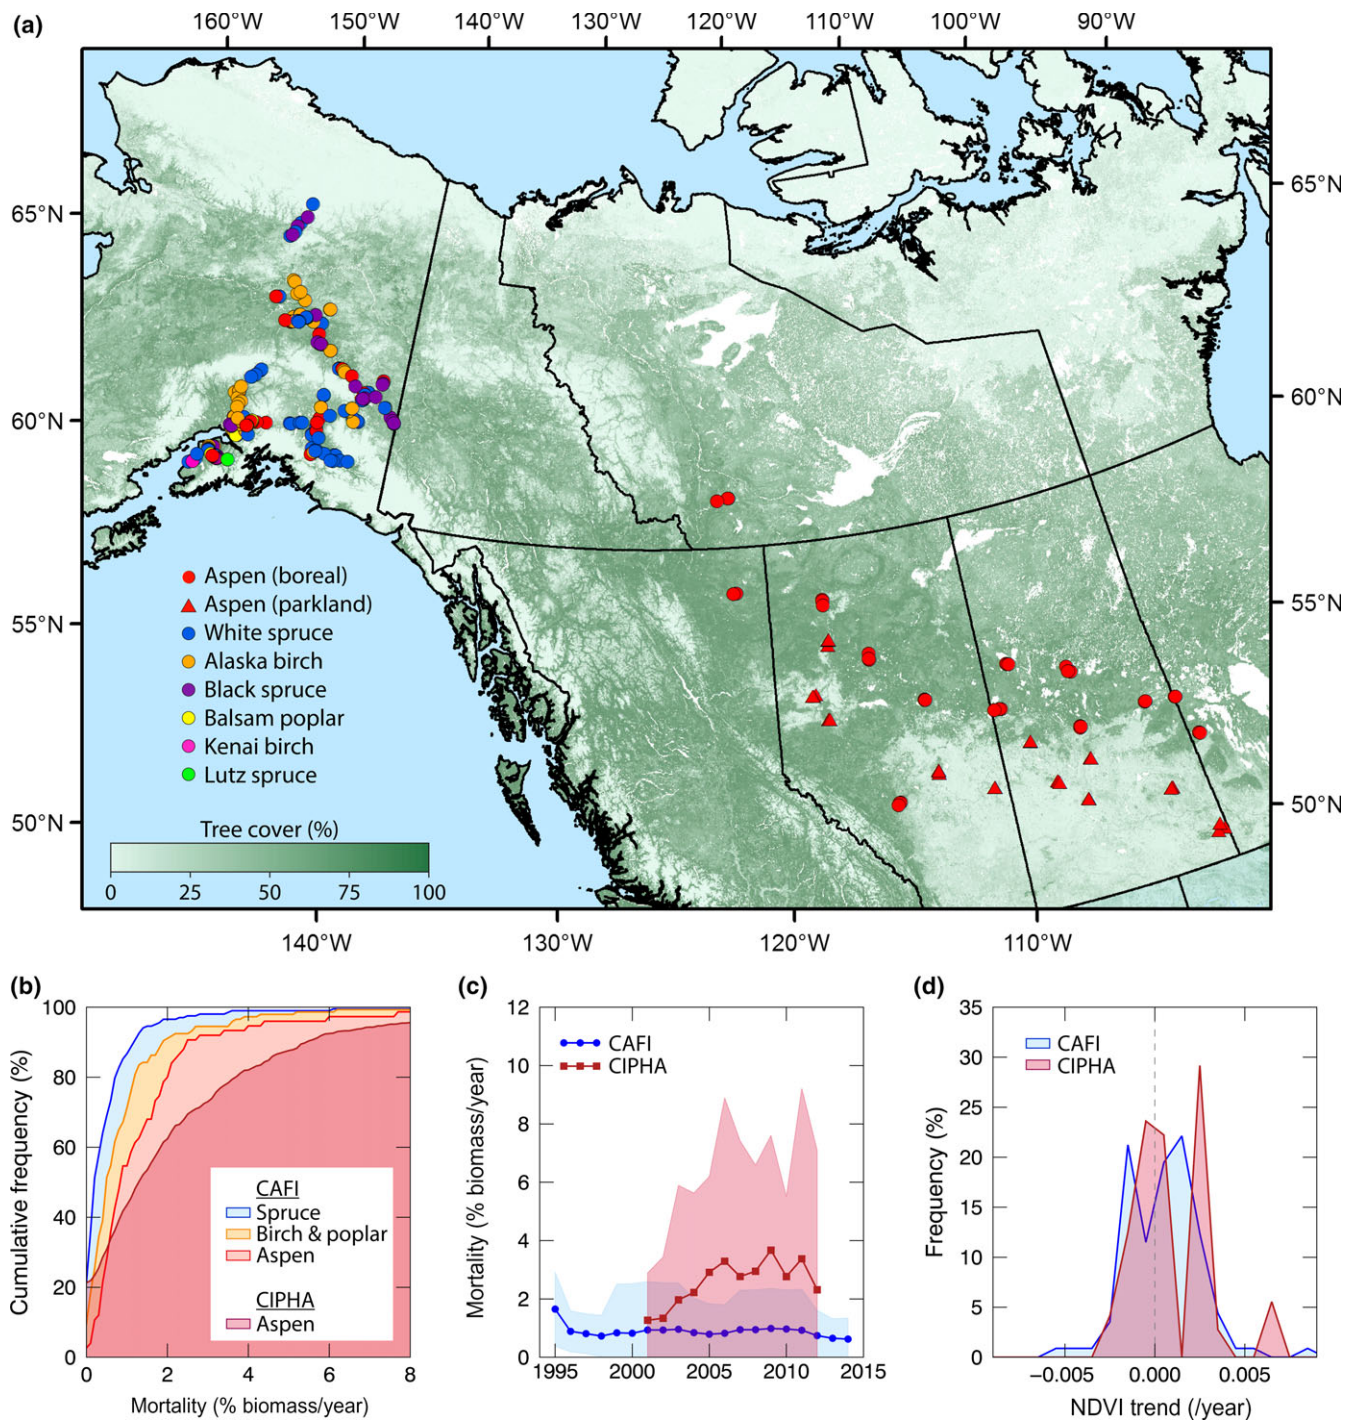 (a)
160°W 150°W 140°W 130°W 120°W 110°W 100°W 90°W
65°N 65°N
60°N 60°N
55°N 55°N
50°N 50°N
Aspen (boreal)
Aspen (parkland)
White spruce
Alaska birch
Black spruce
Balsam poplar
Kenai birch
Lutz spruce
Tree cover (%)
0 25 50 75 100
140°W 130°W 120°W 110°W
(b)
Cumulative frequency (%)
100
80
60
40
20
0
0 2 4 6 8
Mortality (% biomass/year)
CAFI
Spruce
Birch & poplar
Aspen
CIPHA
Aspen
(c)
Mortality (% biomass/year)
12
10
8
6
4
2
0
CAFI
CIPHA
1995 2000 2005 2010 2015
(d)
Frequency (%)
35
30
25
20
15
10
5
0
CAFI
CIPHA
−0.005 0.000 0.005
NDVI trend (/year)